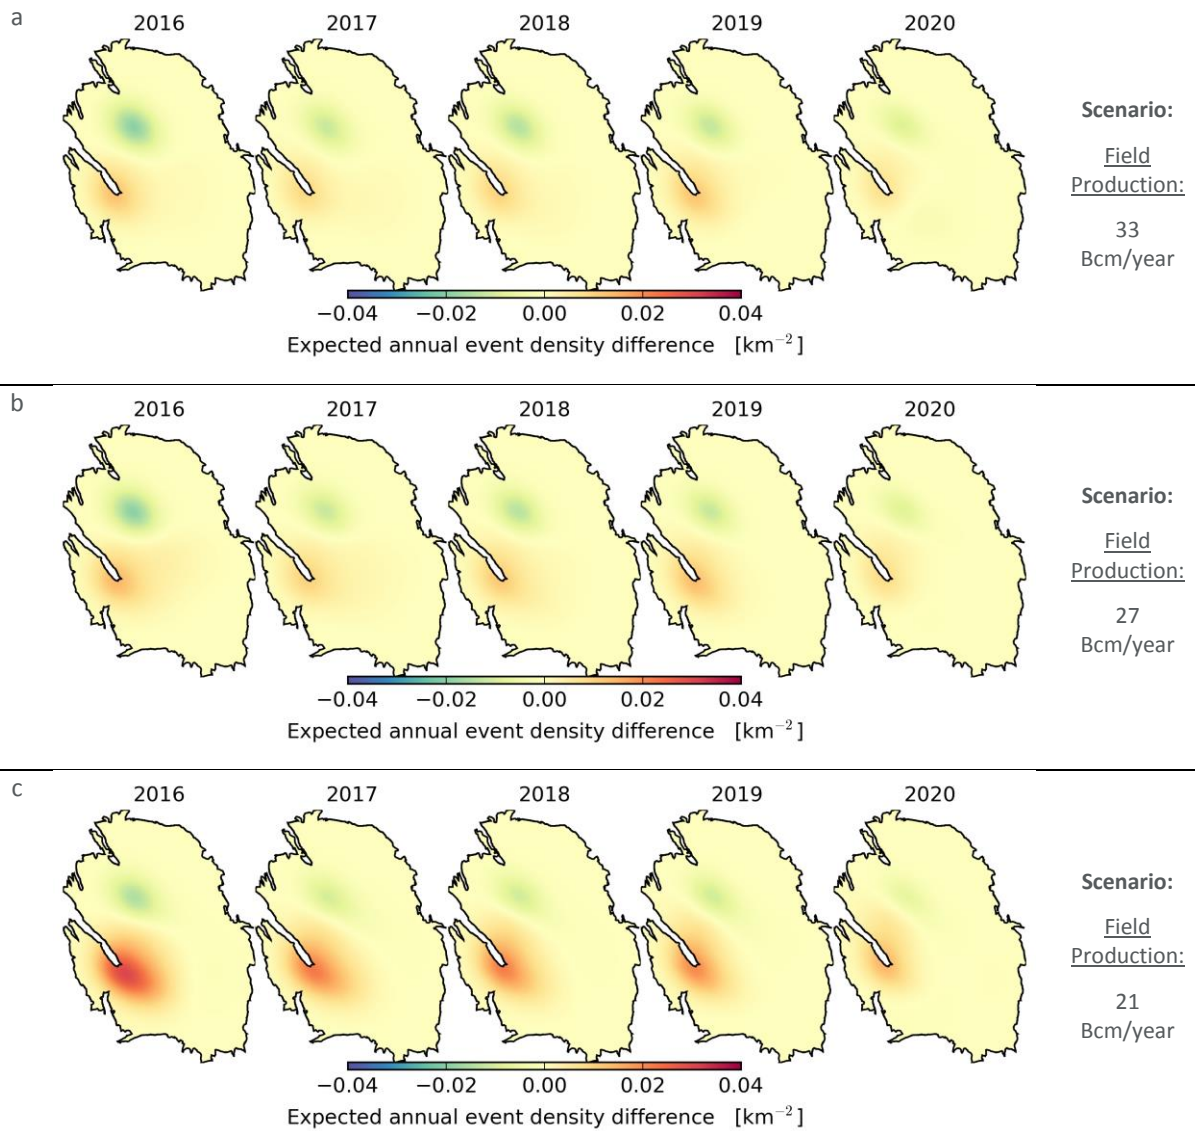 a
2016 2017 2018 2019 2020
Scenario:
Field
Production:
33
Bcm/year
−0.04 −0.02 0.00 0.02 0.04
Expected annual event density difference [km⁻²]
b
2016 2017 2018 2019 2020
Scenario:
Field
Production:
27
Bcm/year
−0.04 −0.02 0.00 0.02 0.04
Expected annual event density difference [km⁻²]
c
2016 2017 2018 2019 2020
Scenario:
Field
Production:
21
Bcm/year
−0.04 −0.02 0.00 0.02 0.04
Expected annual event density difference [km⁻²]